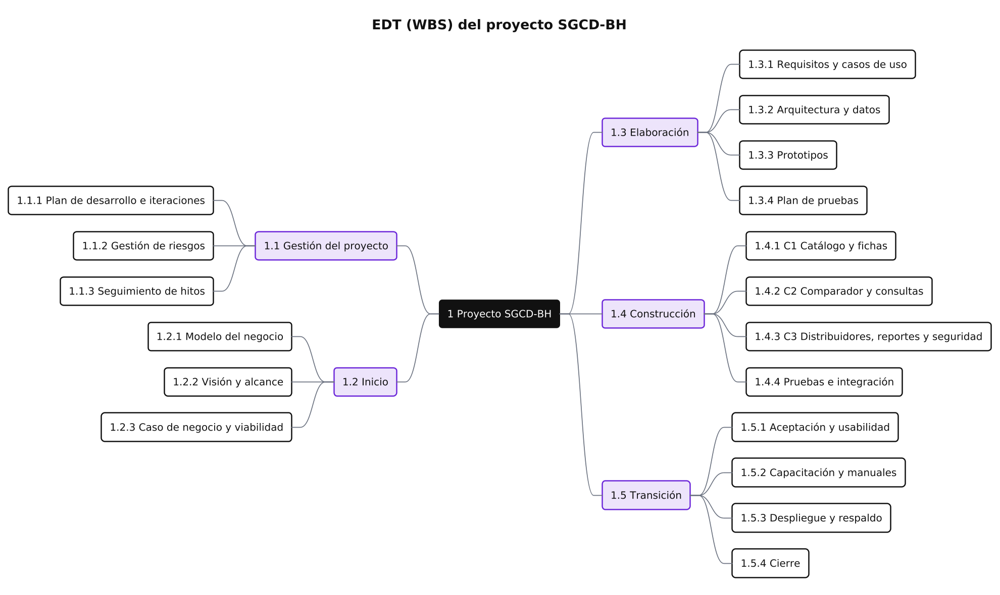 EDT (WBS) del proyecto SGCD-BH
1 Proyecto SGCD-BH
1.1 Gestión del proyecto
1.1.1 Plan de desarrollo e iteraciones
1.1.2 Gestión de riesgos
1.1.3 Seguimiento de hitos
1.2 Inicio
1.2.1 Modelo del negocio
1.2.2 Visión y alcance
1.2.3 Caso de negocio y viabilidad
1.3 Elaboración
1.3.1 Requisitos y casos de uso
1.3.2 Arquitectura y datos
1.3.3 Prototipos
1.3.4 Plan de pruebas
1.4 Construcción
1.4.1 C1 Catálogo y fichas
1.4.2 C2 Comparador y consultas
1.4.3 C3 Distribuidores, reportes y seguridad
1.4.4 Pruebas e integración
1.5 Transición
1.5.1 Aceptación y usabilidad
1.5.2 Capacitación y manuales
1.5.3 Despliegue y respaldo
1.5.4 Cierre